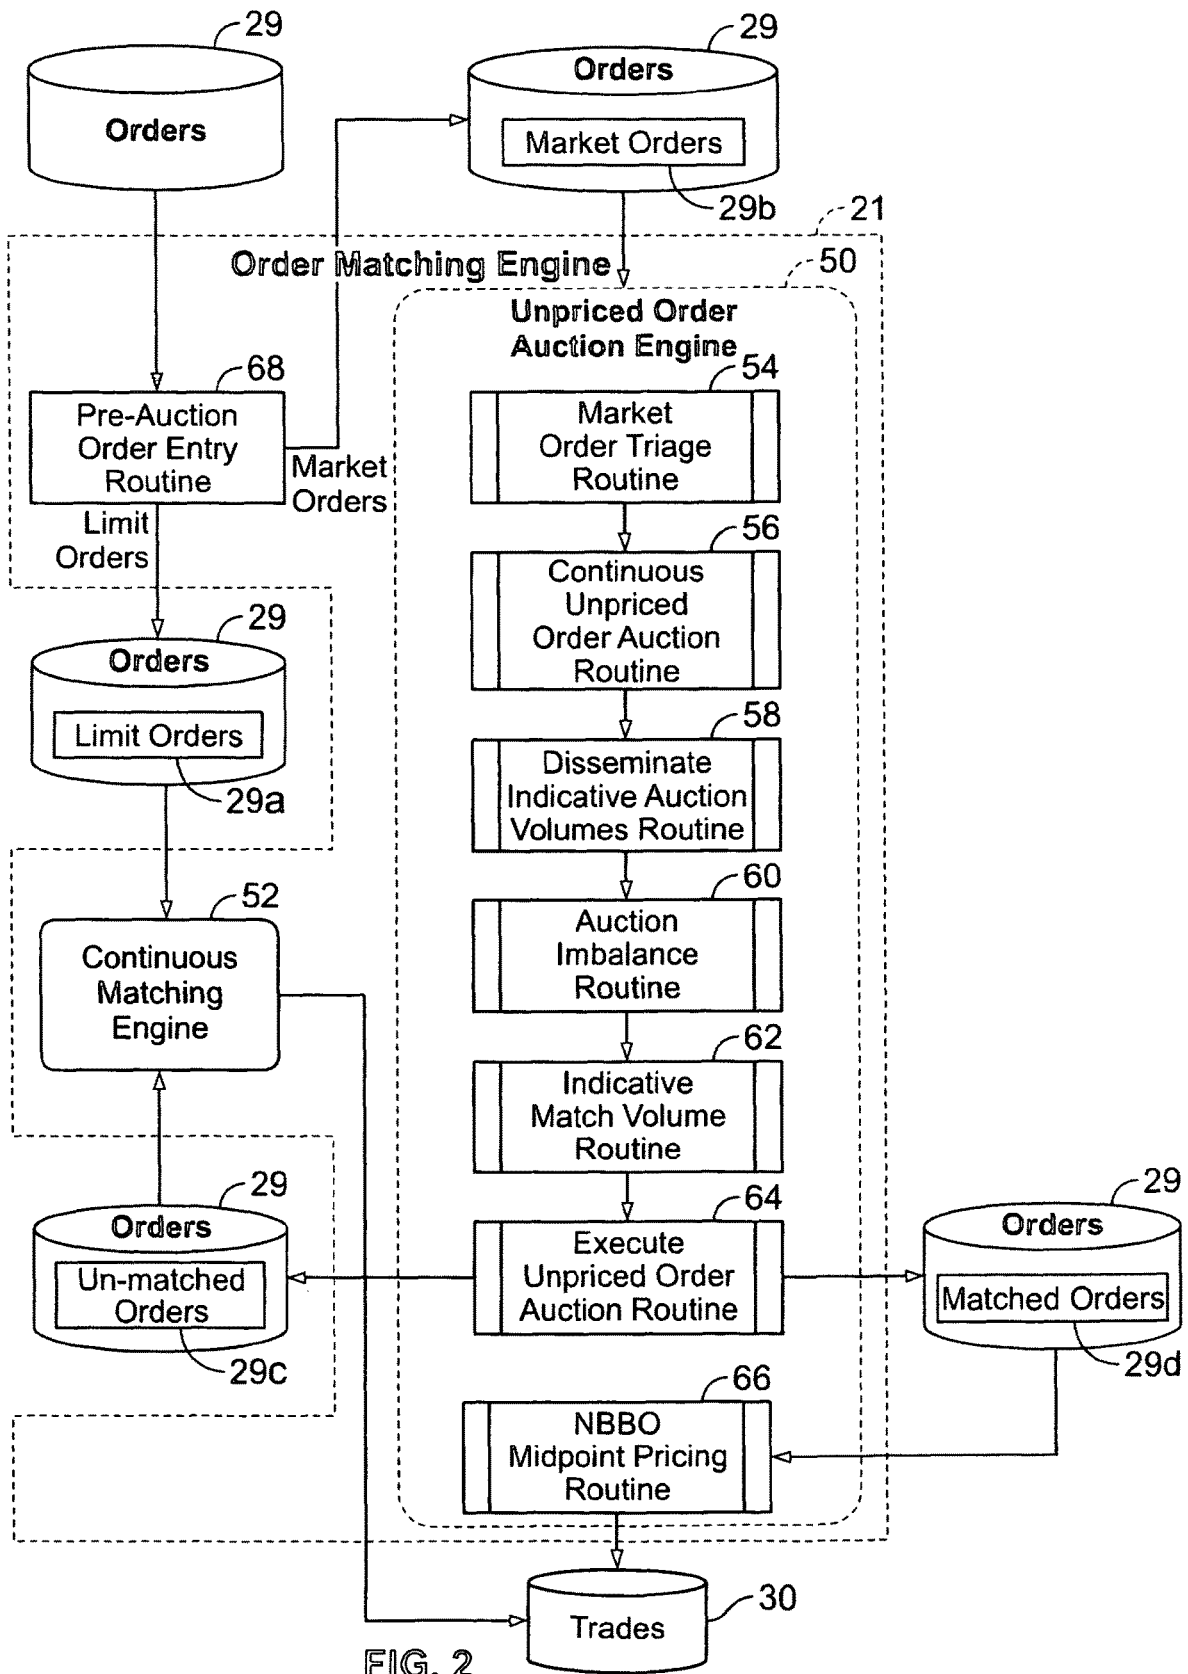 29
Orders
29
Orders
Market Orders
29b
21
Order Matching Engine
50
Unpriced Order
Auction Engine
68
Pre-Auction
Order Entry
Routine
Market
Orders
Limit
Orders
54
Market
Order Triage
Routine
56
Continuous
Unpriced
Order Auction
Routine
29
Orders
Limit Orders
29a
58
Disseminate
Indicative Auction
Volumes Routine
60
Auction
Imbalance
Routine
52
Continuous
Matching
Engine
62
Indicative
Match Volume
Routine
29
Orders
Un-matched
Orders
29c
64
Execute
Unpriced Order
Auction Routine
29
Orders
Matched Orders
29d
66
NBBO
Midpoint Pricing
Routine
30
Trades
FIG. 2